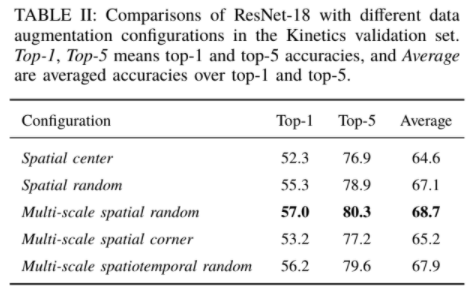 TABLE II: Comparisons of ResNet-18 with different data
augmentation configurations in the Kinetics validation set.
Top-1, Top-5 means top-1 and top-5 accuracies, and Average
are averaged accuracies over top-1 and top-5.
Configuration Top-1 Top-5 Average
Spatial center 52.3 76.9 64.6
Spatial random 55.3 78.9 67.1
Multi-scale spatial random 57.0 80.3 68.7
Multi-scale spatial corner 53.2 77.2 65.2
Multi-scale spatiotemporal random 56.2 79.6 67.9